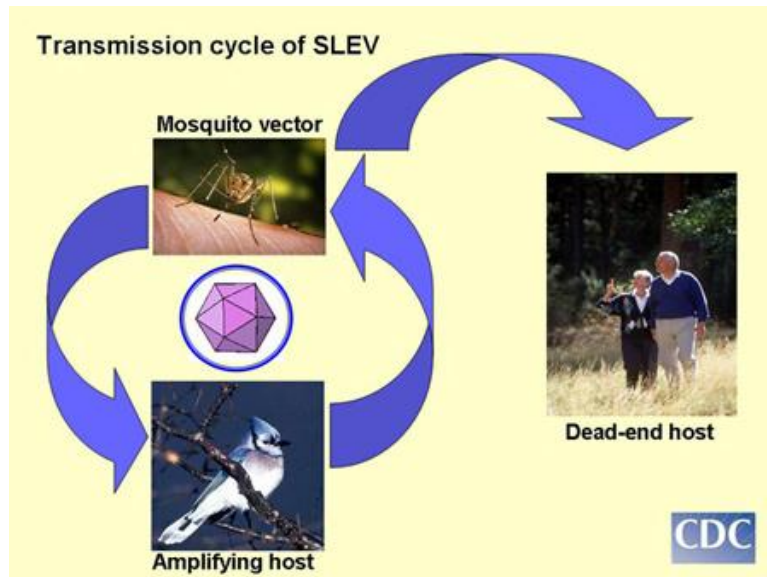 Transmission cycle of SLEV
Mosquito vector
Dead-end host
Amplifying host
CDC